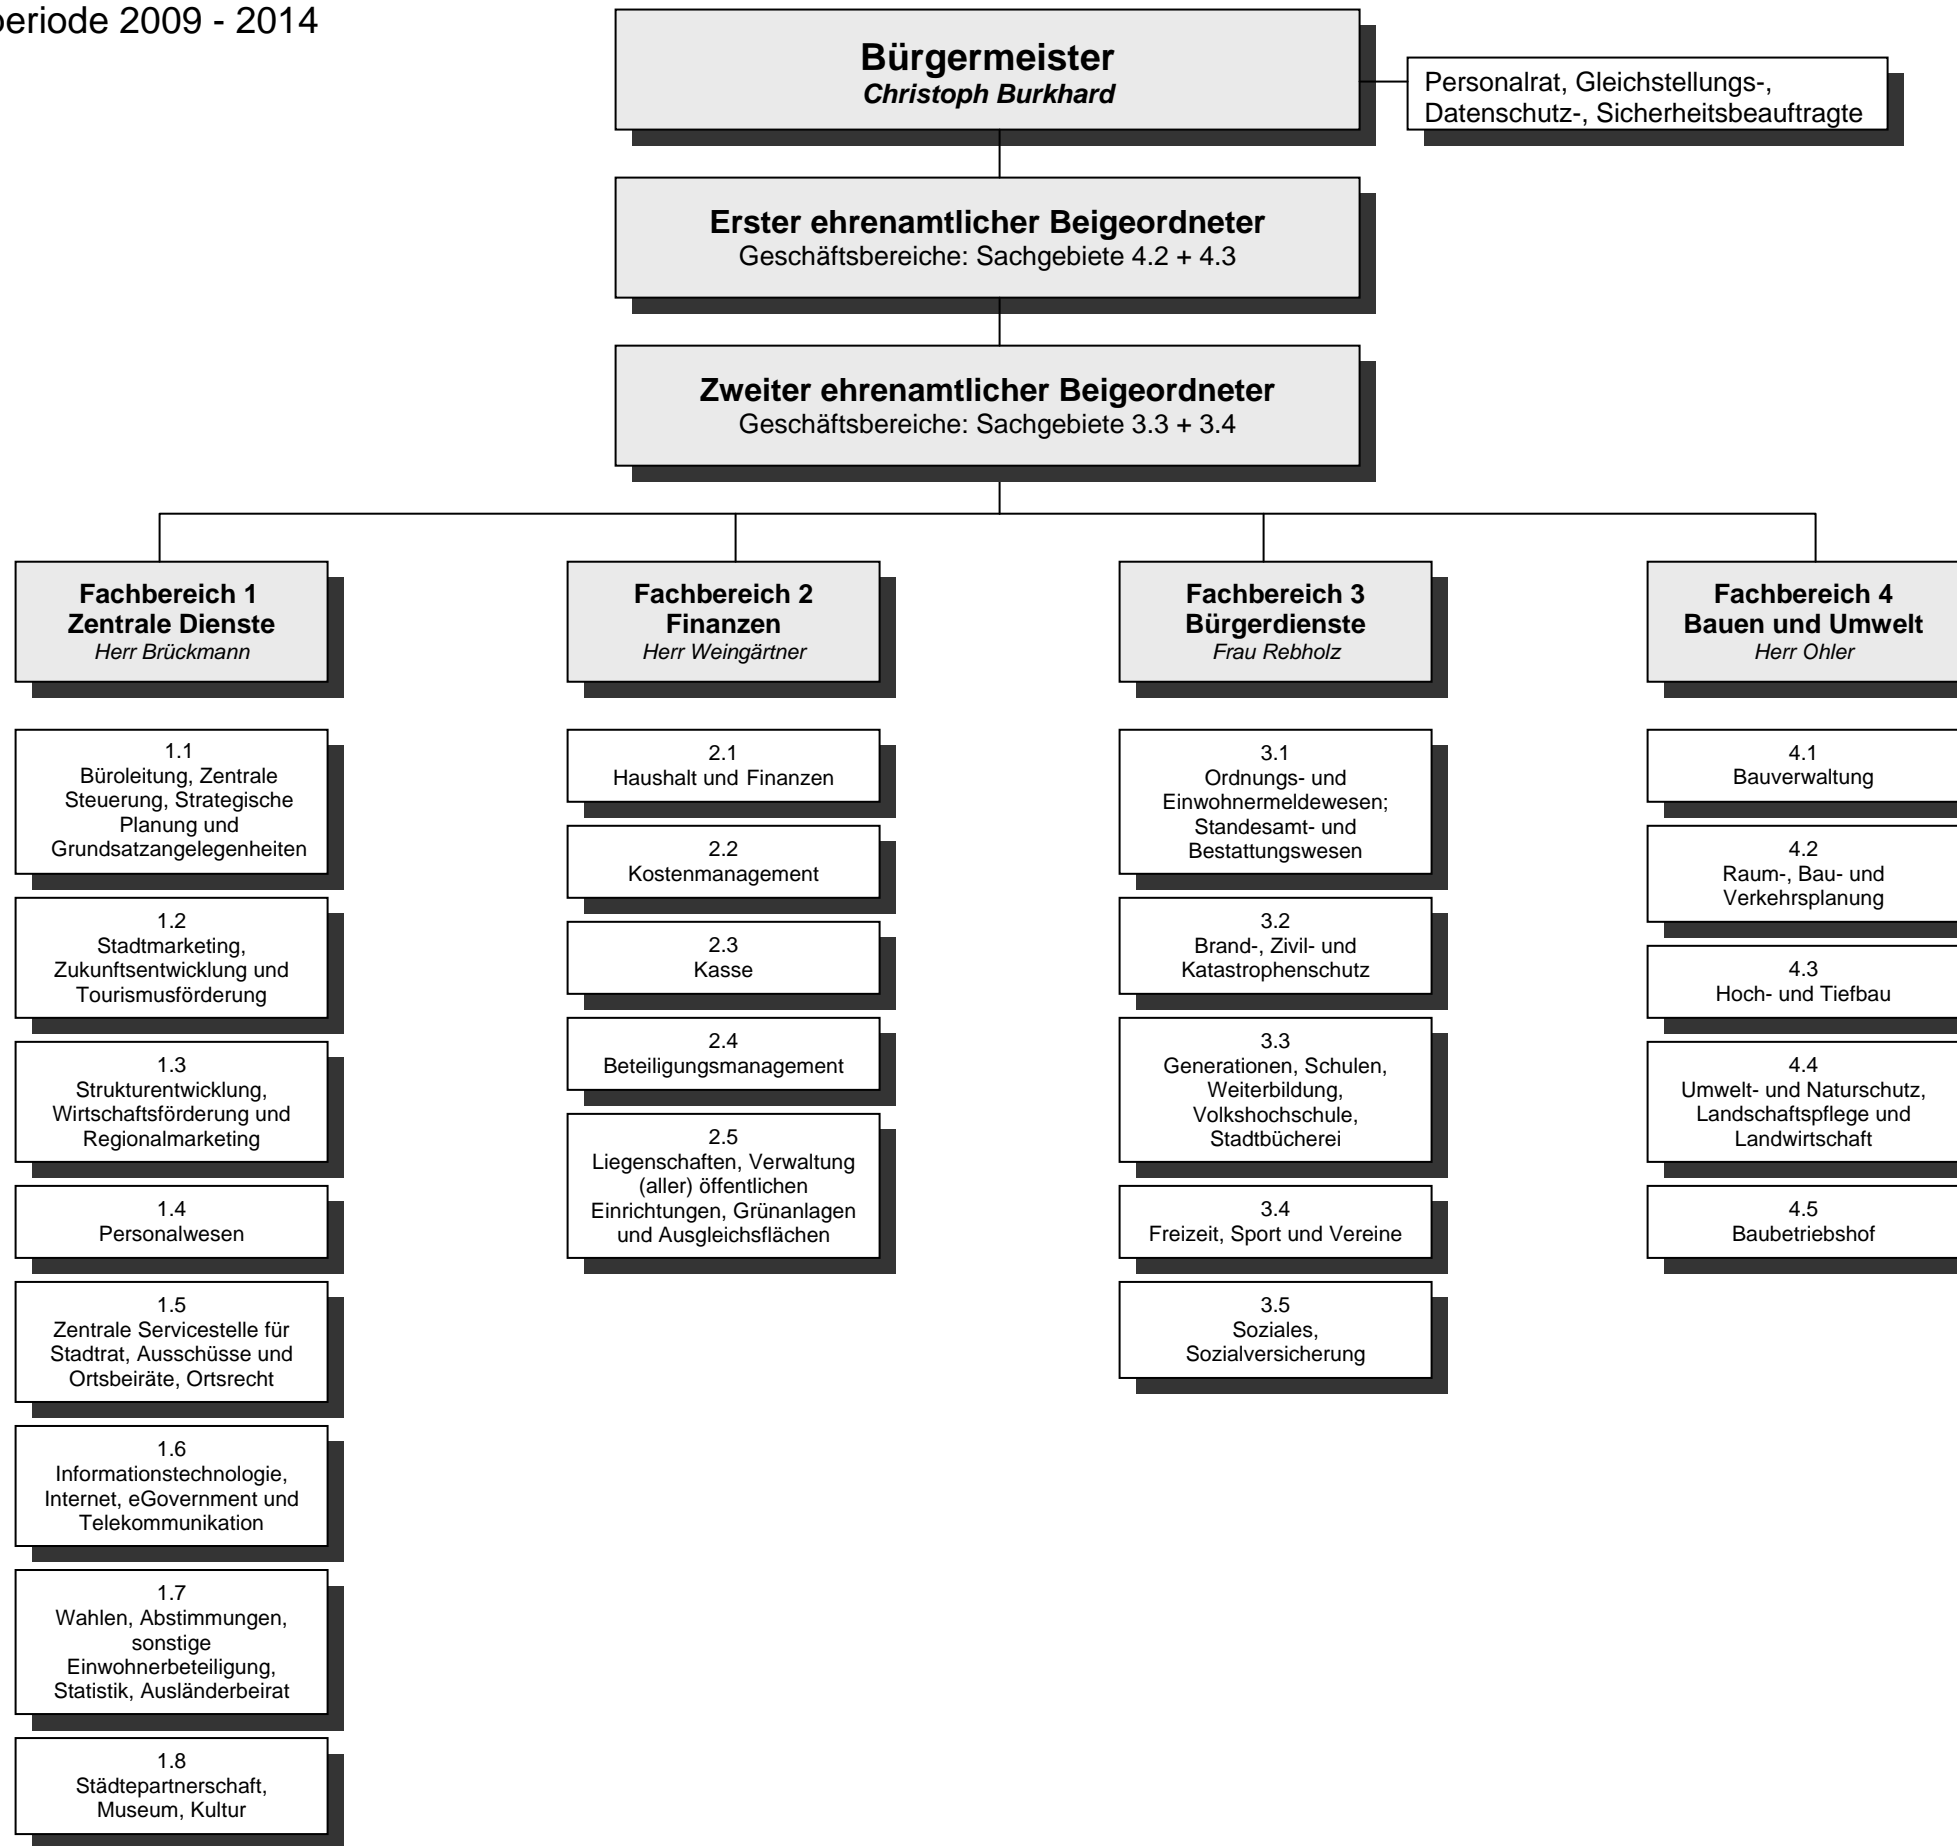 periode 2009 - 2014
Bürgermeister
Christoph Burkhard
Personalrat, Gleichstellungs-,
Datenschutz-, Sicherheitsbeauftragte
Erster ehrenamtlicher Beigeordneter
Geschäftsbereiche: Sachgebiete 4.2 + 4.3
Zweiter ehrenamtlicher Beigeordneter
Geschäftsbereiche: Sachgebiete 3.3 + 3.4
Fachbereich 1
Zentrale Dienste
Herr Brückmann
1.1
Büroleitung, Zentrale
Steuerung, Strategische
Planung und
Grundsatzangelegenheiten
1.2
Stadtmarketing,
Zukunftsentwicklung und
Tourismusförderung
1.3
Strukturentwicklung,
Wirtschaftsförderung und
Regionalmarketing
1.4
Personalwesen
1.5
Zentrale Servicestelle für
Stadtrat, Ausschüsse und
Ortsbeiräte, Ortsrecht
1.6
Informationstechnologie,
Internet, eGovernment und
Telekommunikation
1.7
Wahlen, Abstimmungen,
sonstige
Einwohnerbeteiligung,
Statistik, Ausländerbeirat
1.8
Städtepartnerschaft,
Museum, Kultur
Fachbereich 2
Finanzen
Herr Weingärtner
2.1
Haushalt und Finanzen
2.2
Kostenmanagement
2.3
Kasse
2.4
Beteiligungsmanagement
2.5
Liegenschaften, Verwaltung
(aller) öffentlichen
Einrichtungen, Grünanlagen
und Ausgleichsflächen
Fachbereich 3
Bürgerdienste
Frau Rebholz
3.1
Ordnungs- und
Einwohnermeldewesen;
Standesamt- und
Bestattungswesen
3.2
Brand-, Zivil- und
Katastrophenschutz
3.3
Generationen, Schulen,
Weiterbildung,
Volkshochschule,
Stadtbücherei
3.4
Freizeit, Sport und Vereine
3.5
Soziales,
Sozialversicherung
Fachbereich 4
Bauen und Umwelt
Herr Ohler
4.1
Bauverwaltung
4.2
Raum-, Bau- und
Verkehrsplanung
4.3
Hoch- und Tiefbau
4.4
Umwelt- und Naturschutz,
Landschaftspflege und
Landwirtschaft
4.5
Baubetriebshof